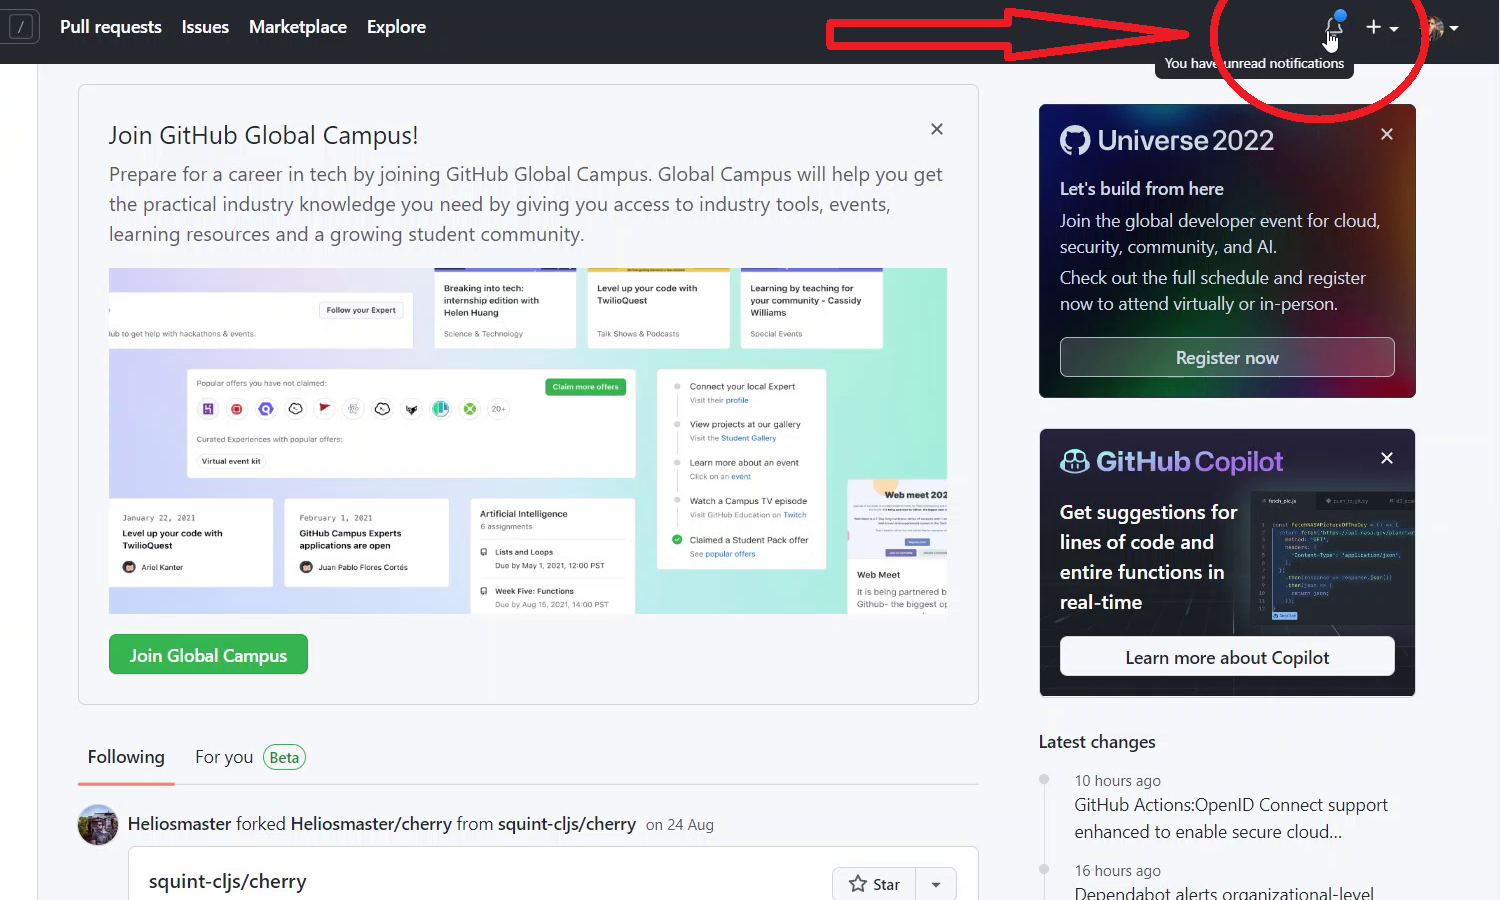 /
Pull requests Issues Marketplace Explore
You have unread notifications
Join GitHub Global Campus!
Prepare for a career in tech by joining GitHub Global Campus. Global Campus will help you get
the practical industry knowledge you need by giving you access to industry tools, events,
learning resources and a growing student community.
Follow your Expert
ub to get help with hackathons & events.
Breaking into tech:
internship edition with
Helen Huang
Science & Technology
Level up your code with
TwilioQuest
Talk Shows & Podcasts
Learning by teaching for
your community - Cassidy
Williams
Special Events
Popular offers you have not claimed:
Claim more offers
20+
Curated Experiences with popular offers:
Virtual event kit
Connect your local Expert
Visit their profile
View projects at our gallery
Visit the Student Gallery
Learn more about an event
Click on an event
Watch a Campus TV episode
Visit GitHub Education on Twitch
Claimed a Student Pack offer
See popular offers
January 22, 2021
Level up your code with
TwilioQuest
Ariel Kanter
February 1, 2021
GitHub Campus Experts
applications are open
Juan Pablo Flores Cortés
Artificial Intelligence
6 assignments
Lists and Loops
Due by May 1, 2021, 12:00 PST
Week Five: Functions
Due by Aug 15, 2021, 14:00 PST
Web meet 202
Web Meet
It is being partnered b
Github- the biggest op
Join Global Campus
Following For you Beta
Heliosmaster forked Heliosmaster/cherry from squint-cljs/cherry on 24 Aug
squint-cljs/cherry
Star
Universe 2022
Let's build from here
Join the global developer event for cloud,
security, community, and AI.
Check out the full schedule and register
now to attend virtually or in-person.
Register now
GitHub Copilot
Get suggestions for
lines of code and
entire functions in
real-time
Learn more about Copilot
Latest changes
10 hours ago
GitHub Actions:OpenID Connect support
enhanced to enable secure cloud...
16 hours ago
Dependabot alerts organizational-level